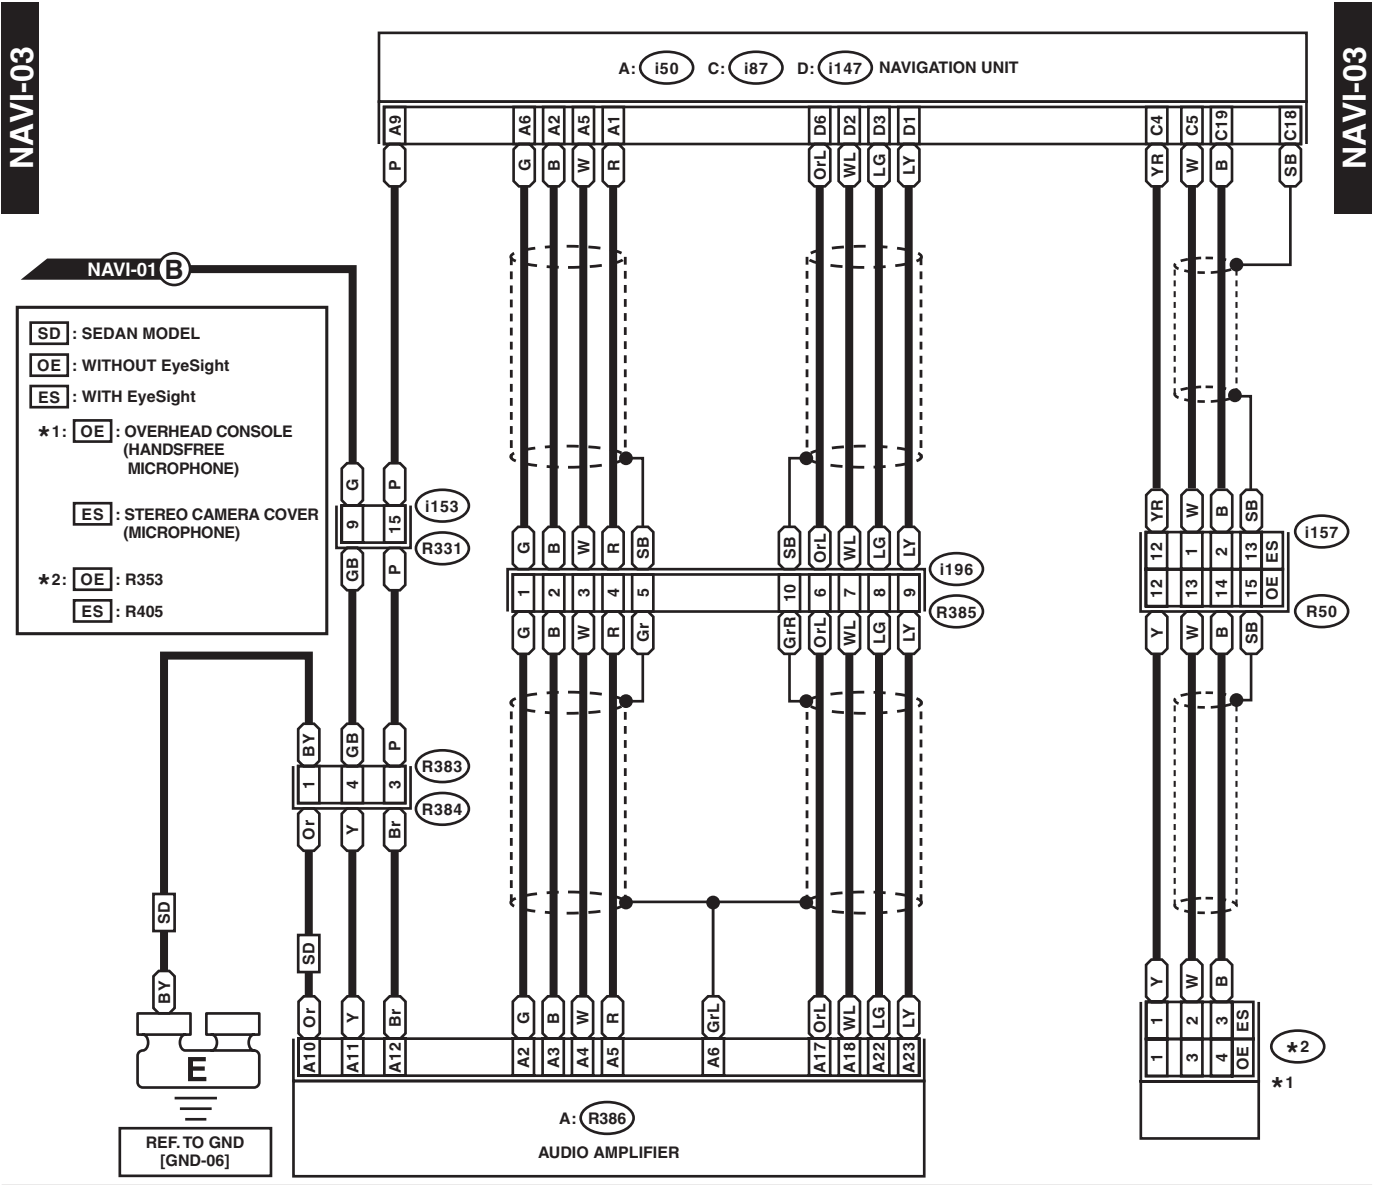 NAVI-03
NAVI-03
A: i50 C: i87 D: i147 NAVIGATION UNIT
A9 A6 A2 A5 A1 D6 D2 D3 D1 C4 C5 C19 C18
P G B W R OrL WL LG LY YR W B SB
NAVI-01 B
SD : SEDAN MODEL
OE : WITHOUT EyeSight
ES : WITH EyeSight
*1: OE : OVERHEAD CONSOLE
(HANDSFREE
MICROPHONE)
ES : STEREO CAMERA COVER
(MICROPHONE)
*2: OE : R353
ES : R405
G P
9 15
i153
R331
GB P
YR W B SB
12 1 2 13 ES
12 13 14 15 OE
i157
R50
Y W B SB
G B W R SB SB OrL WL LG LY
1 2 3 4 5 10 6 7 8 9
i196
R385
G B W R Gr GrR OrL WL LG LY
BY GB P
1 4 3
R383
R384
Or Y Br
SD
SD
BY
Or Y Br G B W R GrL OrL WL LG LY
A10 A11 A12 A2 A3 A4 A5 A6 A17 A18 A22 A23
Y W B
1 2 3 ES
1 3 4 OE
*2
*1
E
REF. TO GND
[GND-06]
A: R386
AUDIO AMPLIFIER